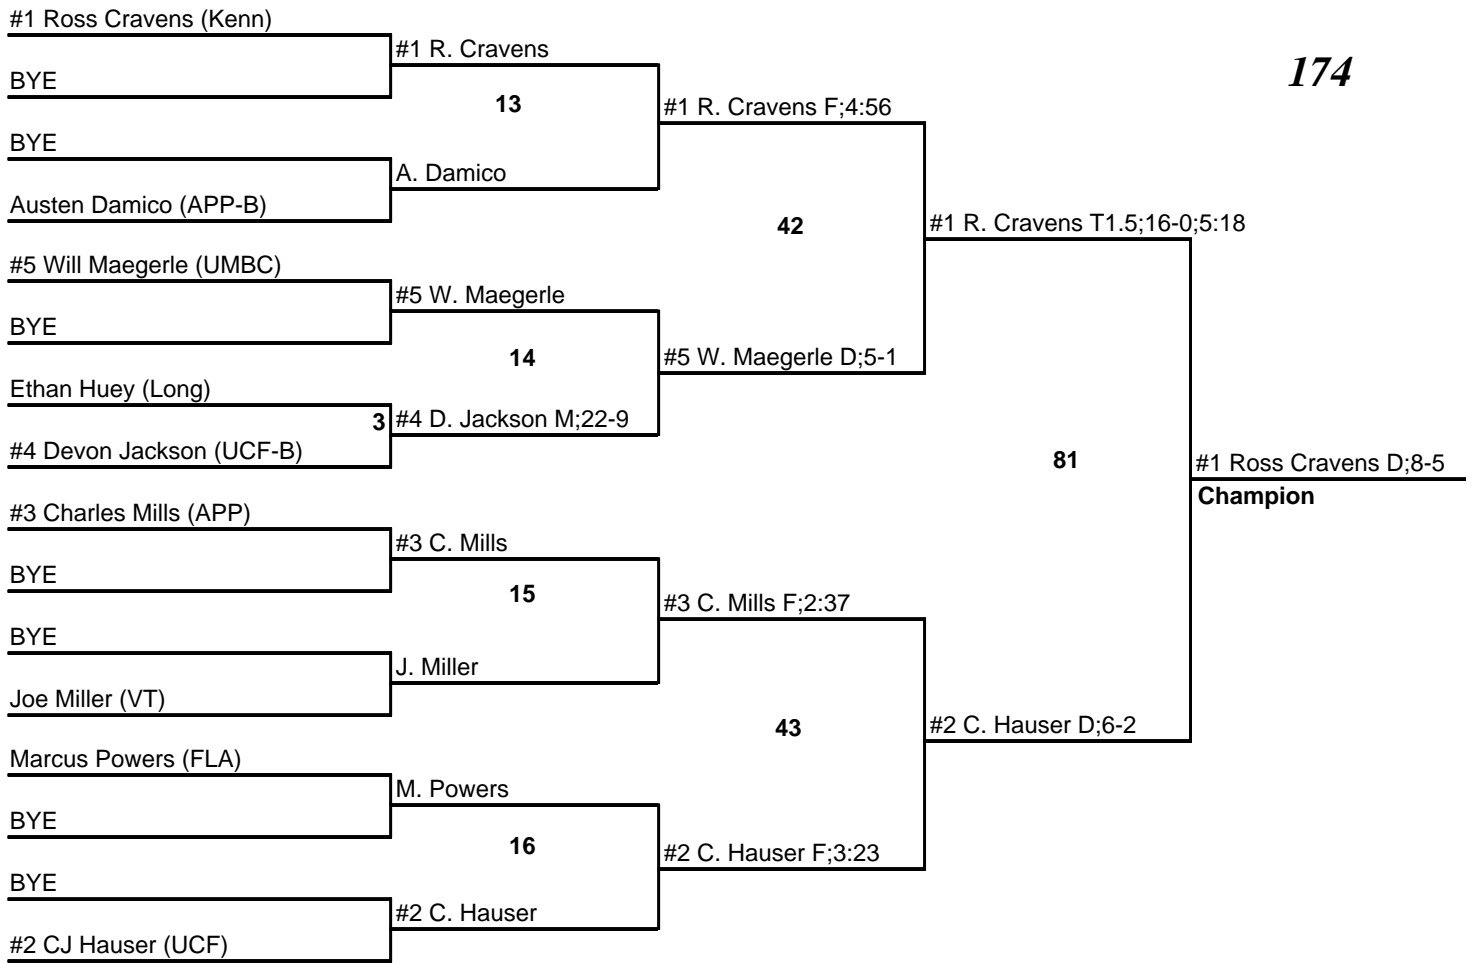 174
#1 Ross Cravens (Kenn)
BYE
BYE
Austen Damico (APP-B)
#5 Will Maegerle (UMBC)
BYE
Ethan Huey (Long)
#4 Devon Jackson (UCF-B)
#3 Charles Mills (APP)
BYE
BYE
Joe Miller (VT)
Marcus Powers (FLA)
BYE
BYE
#2 CJ Hauser (UCF)
3
#1 R. Cravens
13
A. Damico
#5 W. Maegerle
14
#4 D. Jackson M;22-9
#3 C. Mills
15
J. Miller
M. Powers
16
#2 C. Hauser
#1 R. Cravens F;4:56
42
#5 W. Maegerle D;5-1
#3 C. Mills F;2:37
43
#2 C. Hauser F;3:23
#1 R. Cravens T1.5;16-0;5:18
81
#2 C. Hauser D;6-2
#1 Ross Cravens D;8-5
Champion